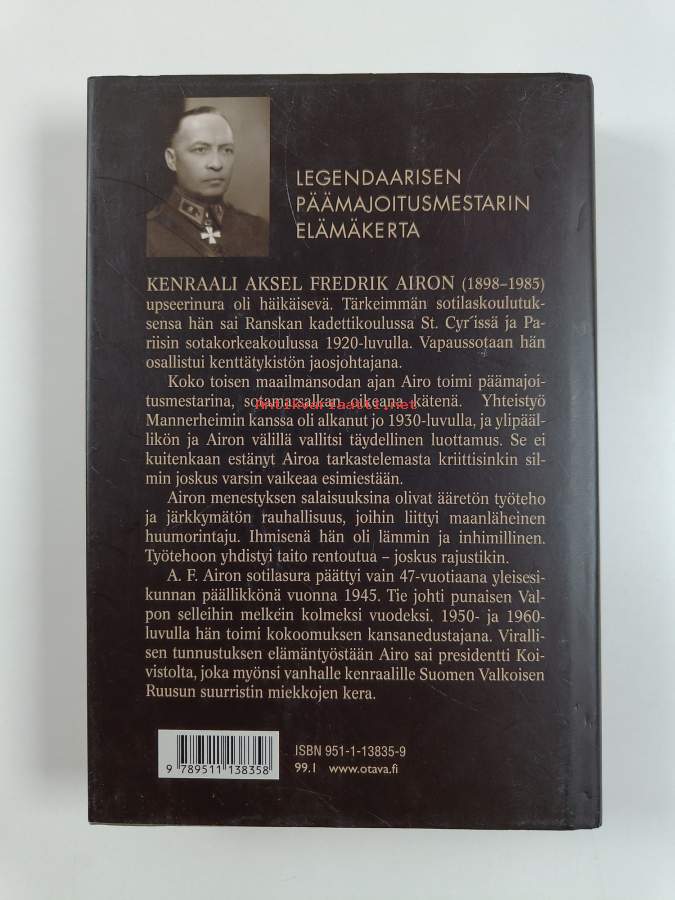 LEGENDAARISEN
PÄÄMAJOITUSMESTARIN
ELÄMÄKERTA
KENRAALI AKSEL FREDRIK AIRON (1898–1985)
upseerinura oli häikäisevä. Tärkeimmän sotilaskoulutuk-
sensa hän sai Ranskan kadettikoulussa St. Cyr´issä ja Pa-
riisin sotakorkeakoulussa 1920-luvulla. Vapaussotaan hän
osallistui kenttätykistön jaosjohtajana.
Koko toisen maailmansodan ajan Airo toimi päämajoi-
tusmestarina, sotamarsalkan oikeana kätenä. Yhteistyö
Antikvariaatti.net
Mannerheimin kanssa oli alkanut jo 1930-luvulla, ja ylipääl-
likön ja Airon välillä vallitsi täydellinen luottamus. Se ei
kuitenkaan estänyt Airoa tarkastelemasta kriittisinkin sil-
min joskus varsin vaikeaa esimiestään.
Airon menestyksen salaisuuksina olivat ääretön työteho
ja järkkymätön rauhallisuus, joihin liittyi maanläheinen
huumorintaju. Ihmisenä hän oli lämmin ja inhimillinen.
Työtehoon yhdistyi taito rentoutua – joskus rajustikin.
A. F. Airon sotilasura päättyi vain 47-vuotiaana yleisesi-
kunnan päällikkönä vuonna 1945. Tie johti punaisen Val-
pon selleihin melkein kolmeksi vuodeksi. 1950- ja 1960-
luvulla hän toimi kokoomuksen kansanedustajana. Viralli-
sen tunnustuksen elämäntyöstään Airo sai presidentti Koi-
vistolta, joka myönsi vanhalle kenraalille Suomen Valkoisen
Ruusun suurristin miekkojen kera.
ISBN 951-1-13835-9
99.1 www.otava.fi
9 789511 138358